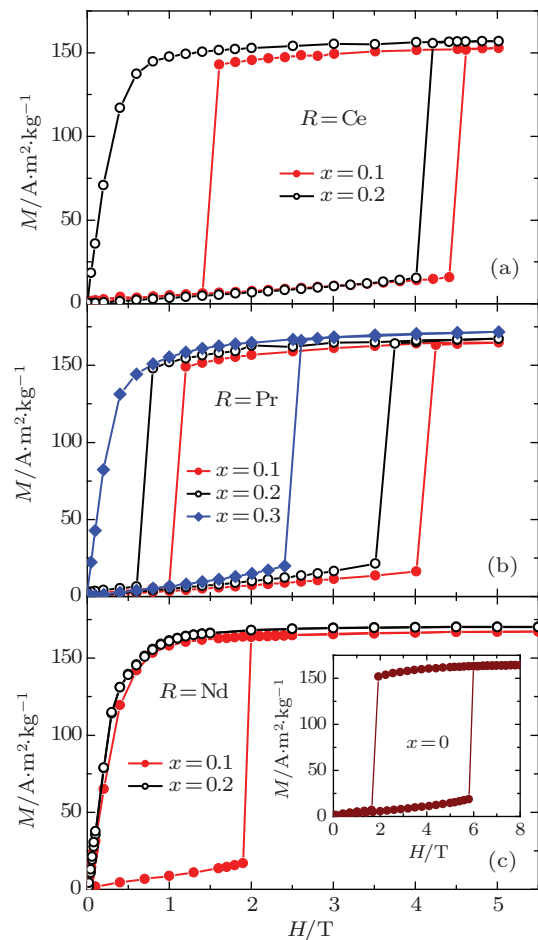 150
100
50
0
M/A·m²·kg⁻¹
R=Ce
x=0.1
x=0.2
(a)
150
100
50
0
M/A·m²·kg⁻¹
R=Pr
x=0.1
x=0.2
x=0.3
(b)
150
100
50
0
M/A·m²·kg⁻¹
R=Nd
x=0.1
x=0.2
150
100
50
0
M/A·m²·kg⁻¹
x=0
0 2 4 6 8
H/T
(c)
0 1 2 3 4 5
H/T